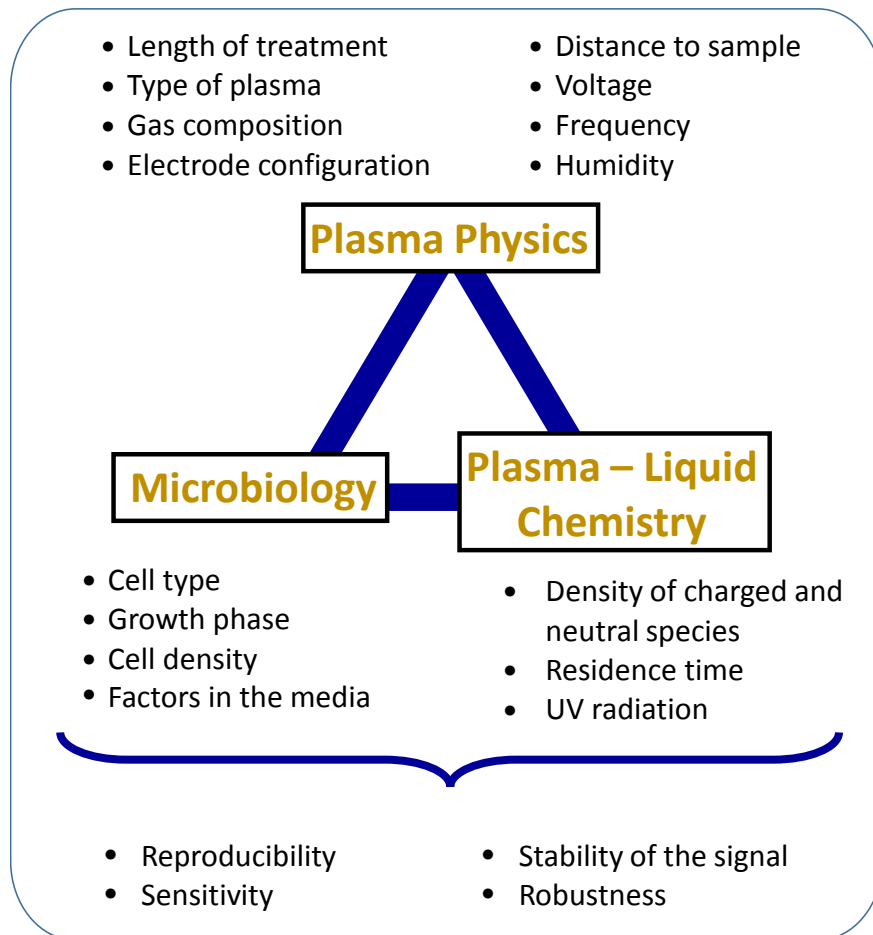 • Length of treatment
• Type of plasma
• Gas composition
• Electrode configuration
• Distance to sample
• Voltage
• Frequency
• Humidity
Plasma Physics
Microbiology
Plasma – Liquid
Chemistry
• Cell type
• Growth phase
• Cell density
• Factors in the media
• Density of charged and
neutral species
• Residence time
• UV radiation
• Reproducibility
• Sensitivity
• Stability of the signal
• Robustness